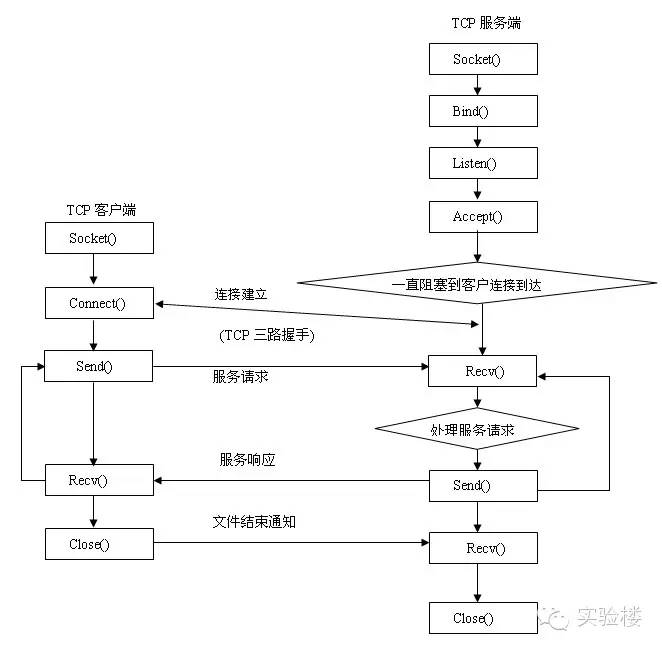 TCP 服务端
Socket()
Bind()
Listen()
TCP 客户端
Accept()
Socket()
一直阻塞到客户连接到达
连接建立
Connect()
(TCP 三路握手)
Send()
服务请求
Recv()
处理服务请求
服务响应
Recv()
Send()
文件结束通知
Close()
Recv()
Close()
实验楼